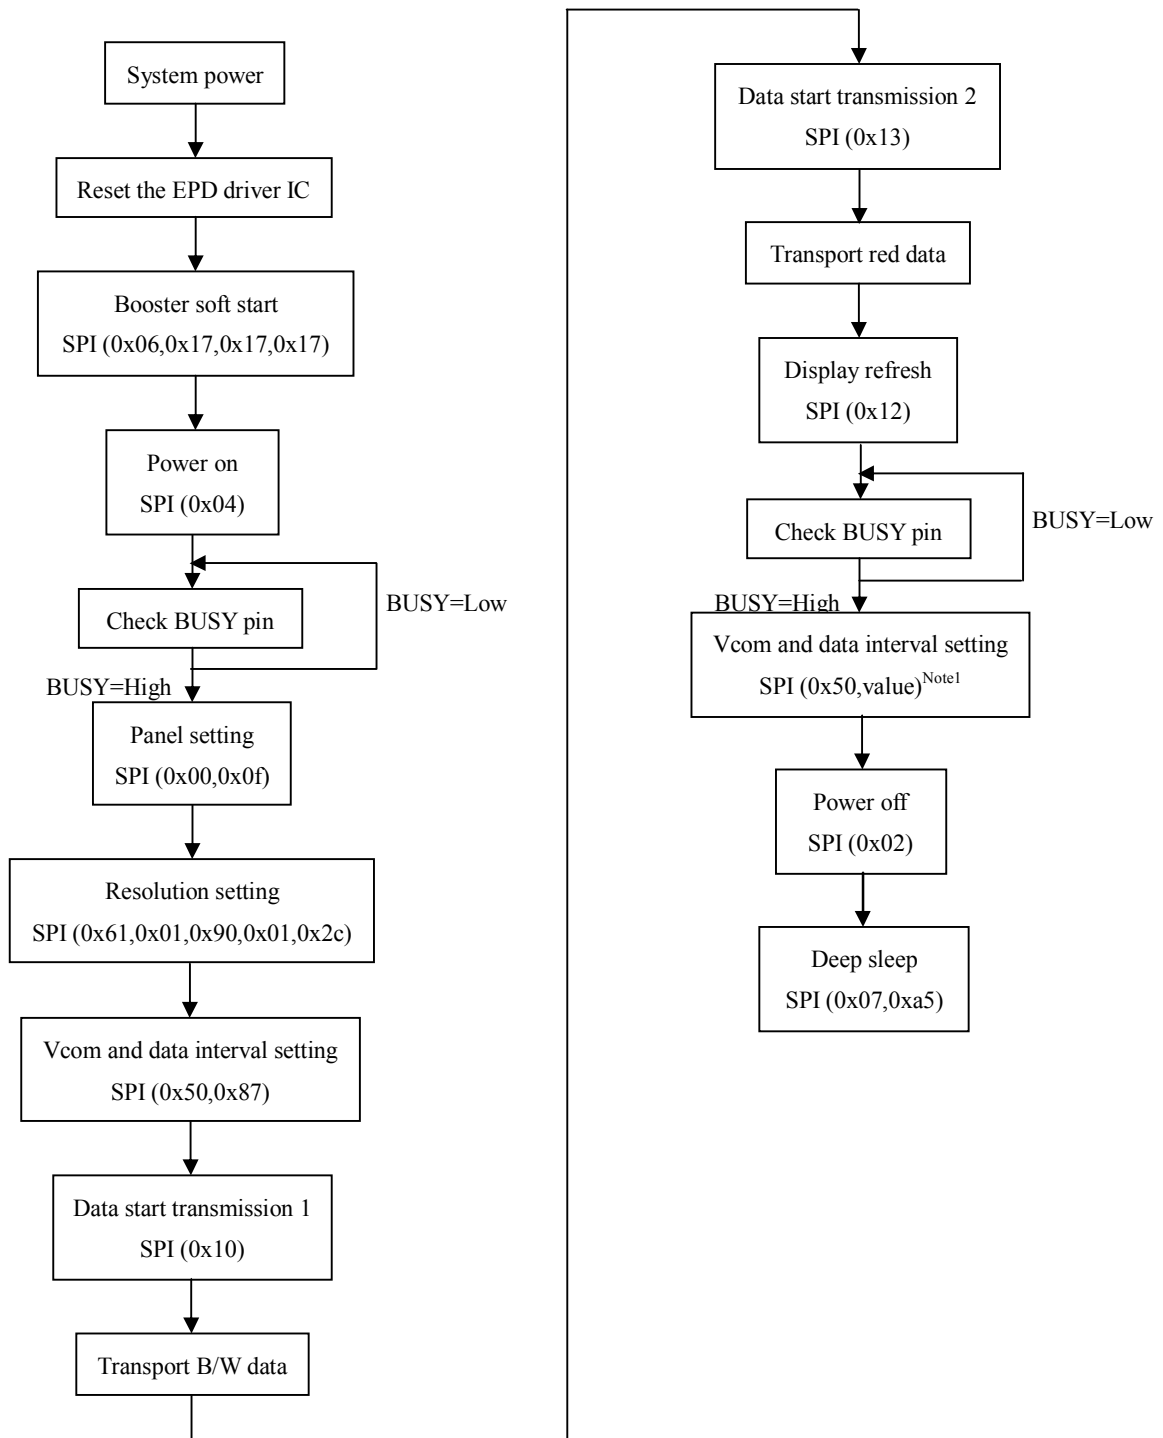 System power
Reset the EPD driver IC
Booster soft start
SPI (0x06,0x17,0x17,0x17)
Power on
SPI (0x04)
Check BUSY pin
BUSY=Low
BUSY=High
Panel setting
SPI (0x00,0x0f)
Resolution setting
SPI (0x61,0x01,0x90,0x01,0x2c)
Vcom and data interval setting
SPI (0x50,0x87)
Data start transmission 1
SPI (0x10)
Transport B/W data
Data start transmission 2
SPI (0x13)
Transport red data
Display refresh
SPI (0x12)
Check BUSY pin
BUSY=Low
BUSY=High
Vcom and data interval setting
SPI (0x50,value)Note1
Power off
SPI (0x02)
Deep sleep
SPI (0x07,0xa5)